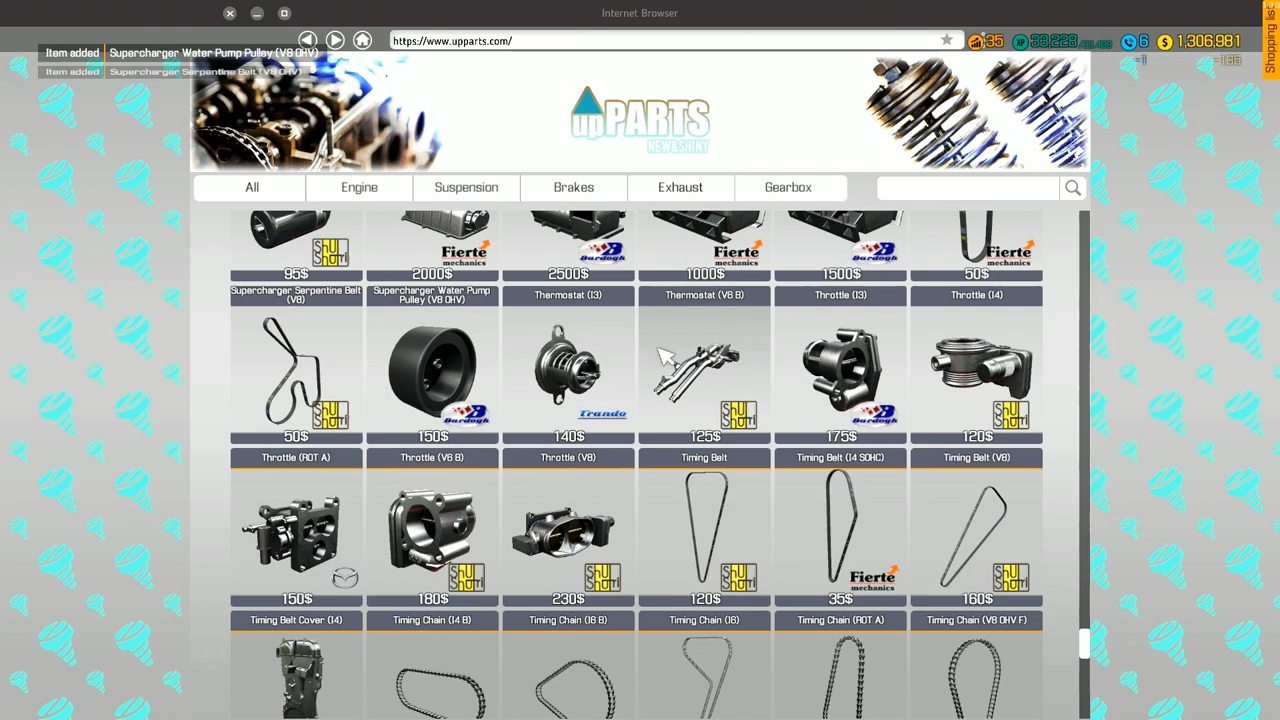 Internet Browser
Item added Supercharger Water Pump Pulley (V8 OHV)
Item added Supercharger Serpentine Belt (V8 OHV)
https://www.upparts.com/
35
6
-1
1,306,981
Shopping list
upPARTS
NEW&SHINY
All Engine Suspension Brakes Exhaust Gearbox
Shu Shumi Fierte mechanics Bardogh Fierte mechanics Bardogh Fierte mechanics
95$ 2000$ 2500$ 1000$ 1500$ 50$
Supercharger Serpentine Belt (V8) Supercharger Water Pump Pulley (V8 OHV) Thermostat (I3) Thermostat (V6 B) Throttle (I3) Throttle (I4)
Bardogh Trando Bardogh
50$ 150$ 140$ 125$ 175$ 120$
Throttle (ROT A) Throttle (V6 B) Throttle (V8) Timing Belt Timing Belt (I4 SOHC) Timing Belt (V8)
Fierte mechanics
150$ 180$ 230$ 120$ 35$ 160$
Timing Belt Cover (I4) Timing Chain (I4 B) Timing Chain (I6 B) Timing Chain (I6) Timing Chain (ROT A) Timing Chain (V8 OHV F)